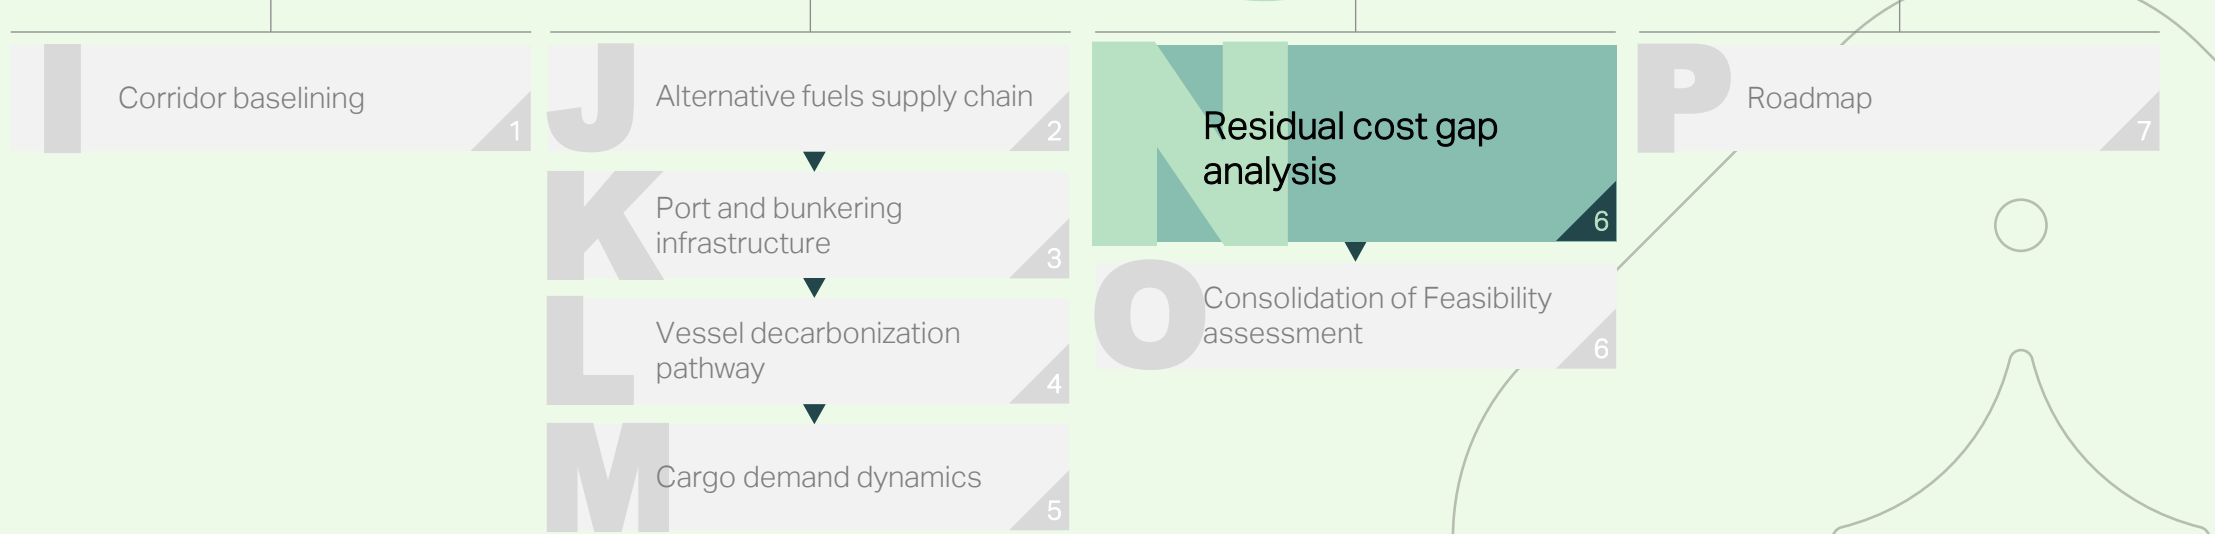 I
Corridor baselining
1
J
Alternative fuels supply chain
2
K
Port and bunkering
infrastructure
3
L
Vessel decarbonization
pathway
4
M
Cargo demand dynamics
5
N
Residual cost gap
analysis
6
O
Consolidation of Feasibility
assessment
6
P
Roadmap
7